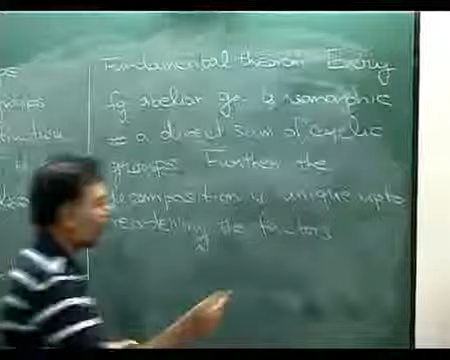 groups
Fundamental theorem Every
fg abelian gp is isomorphic
to a direct sum of cyclic
groups Further the
decomposition is unique upto
the factors